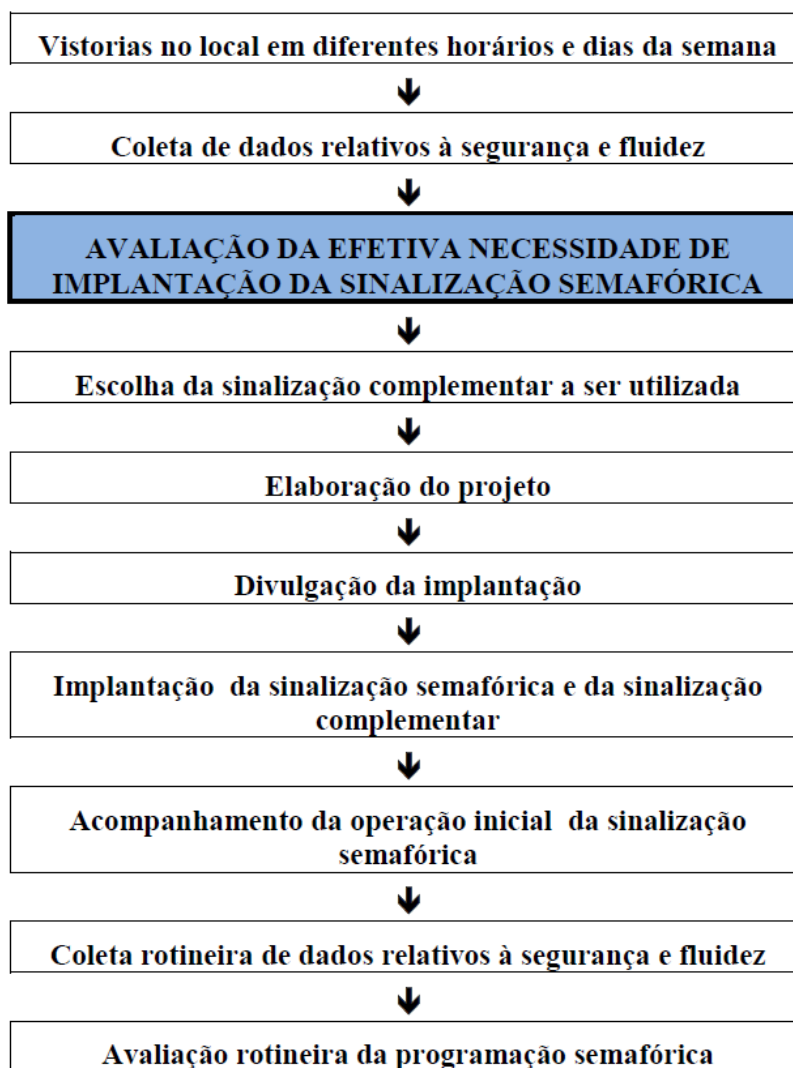 Vistorias no local em diferentes horários e dias da semana
Coleta de dados relativos à segurança e fluidez
AVALIAÇÃO DA EFETIVA NECESSIDADE DE
IMPLANTAÇÃO DA SINALIZAÇÃO SEMAFÓRICA
Escolha da sinalização complementar a ser utilizada
Elaboração do projeto
Divulgação da implantação
Implantação da sinalização semafórica e da sinalização
complementar
Acompanhamento da operação inicial da sinalização
semafórica
Coleta rotineira de dados relativos à segurança e fluidez
Avaliação rotineira da programação semafórica